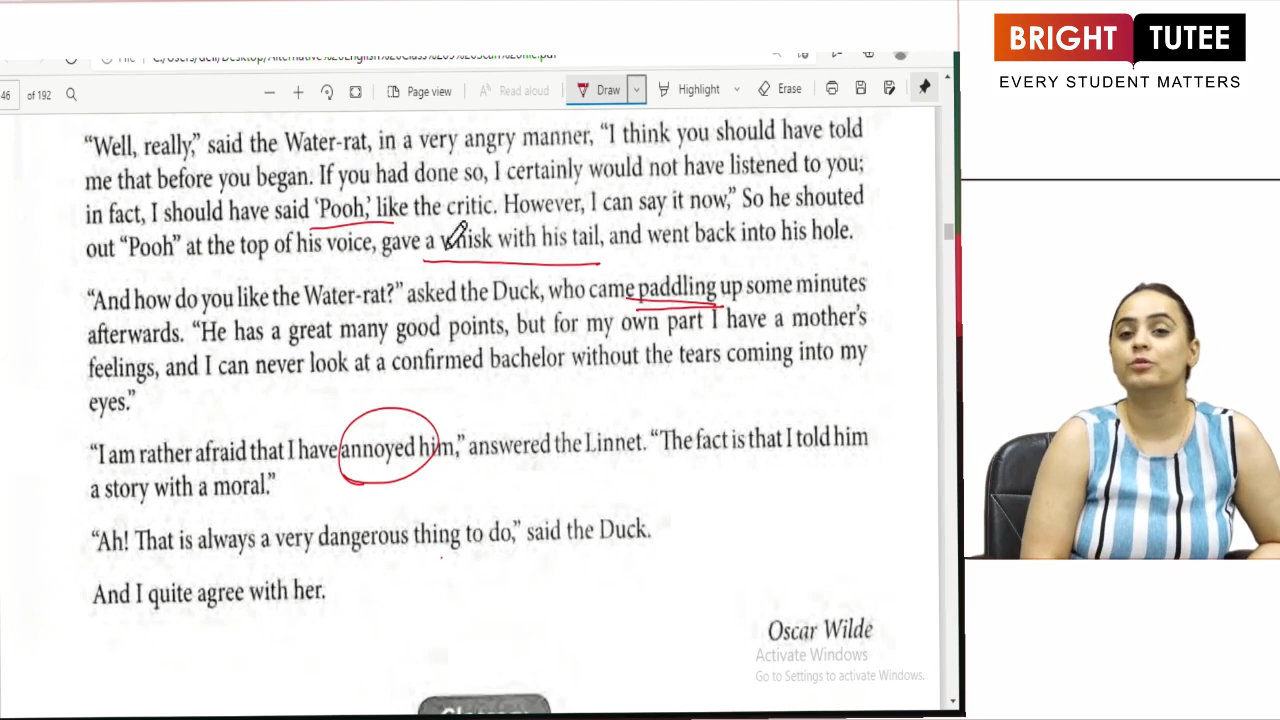 BRIGHT TUTEE
EVERY STUDENT MATTERS
46 of 192
Page view
Read aloud
Draw
Highlight
Erase
“Well, really,” said the Water-rat, in a very angry manner, “I think you should have told
me that before you began. If you had done so, I certainly would not have listened to you;
in fact, I should have said ‘Pooh,’ like the critic. However, I can say it now,” So he shouted
out “Pooh” at the top of his voice, gave a whisk with his tail, and went back into his hole.
“And how do you like the Water-rat?” asked the Duck, who came paddling up some minutes
afterwards. “He has a great many good points, but for my own part I have a mother’s
feelings, and I can never look at a confirmed bachelor without the tears coming into my
eyes.”
“I am rather afraid that I have annoyed him,” answered the Linnet. “The fact is that I told him
a story with a moral.”
“Ah! That is always a very dangerous thing to do,” said the Duck.
And I quite agree with her.
Oscar Wilde
Activate Windows
Go to Settings to activate Windows.